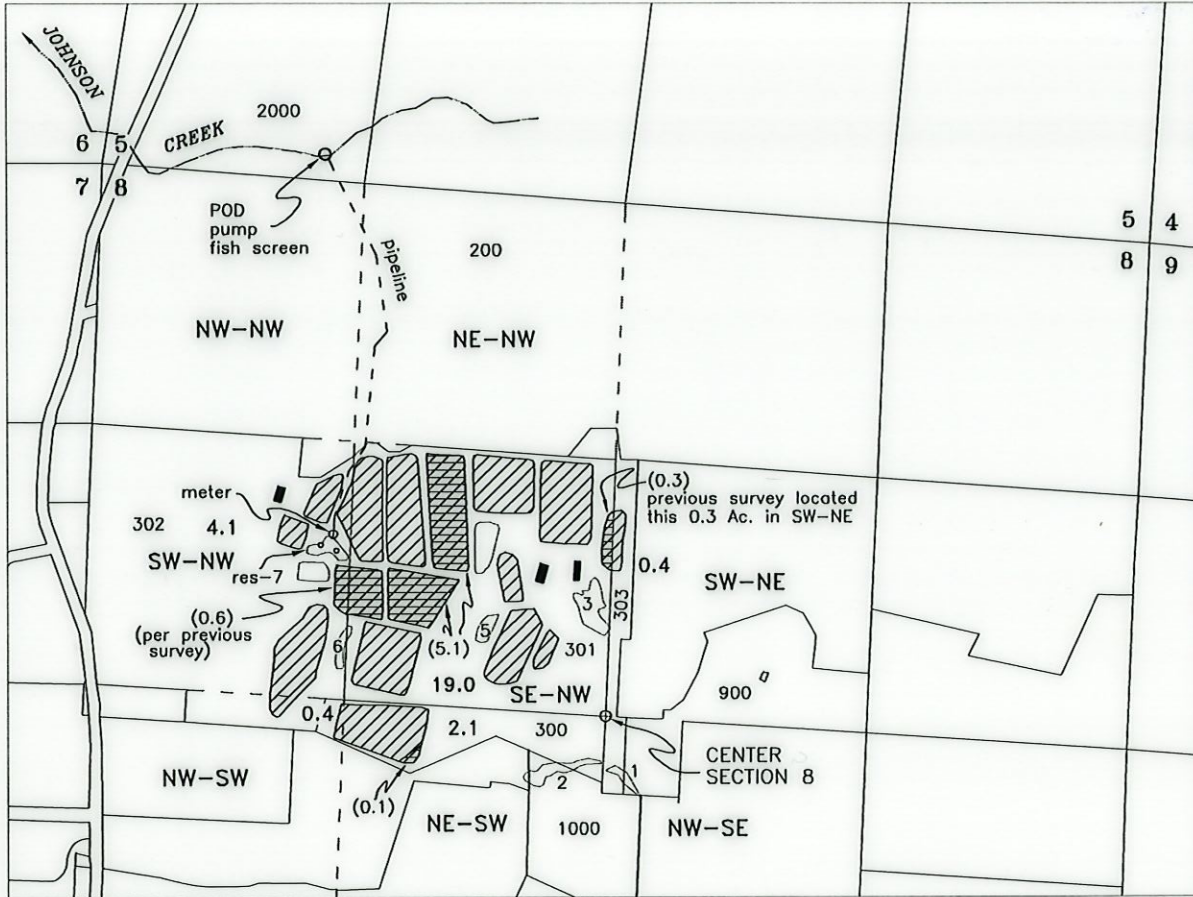 JOHNSON
CREEK
2000
6 5
7 8
POD
pump
fish screen
pipeline
200
5 4
8 9
NW-NW
NE-NW
meter
302
4.1
SW-NW
res-7
(0.6)
(per previous
survey)
(0.3)
previous survey located
this 0.3 Ac. in SW-NE
0.4
SW-NE
303
3
5
6
(5.1)
301
19.0
SE-NW
900
0.4
2.1
300
CENTER
SECTION 8
NW-SW
(0.1)
2
1
NE-SW
1000
NW-SE